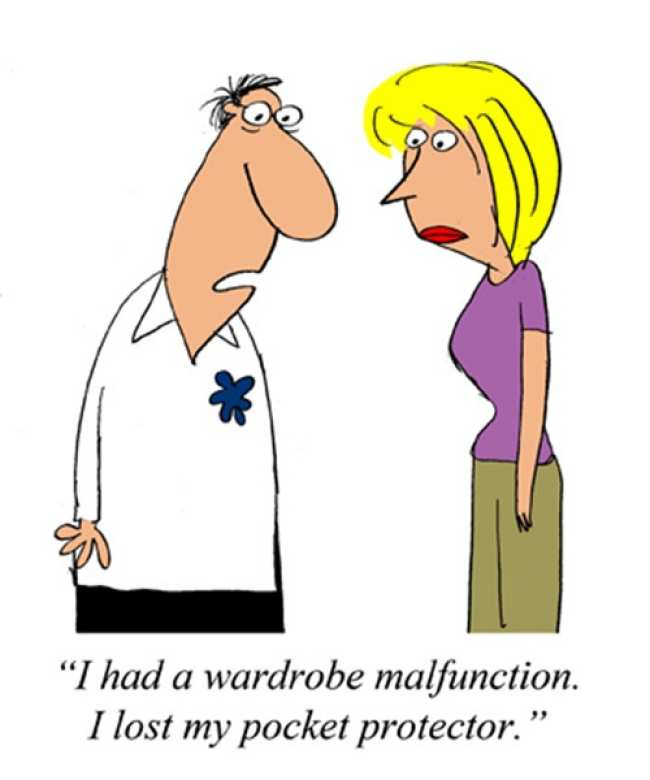 “I had a wardrobe malfunction.
I lost my pocket protector.”